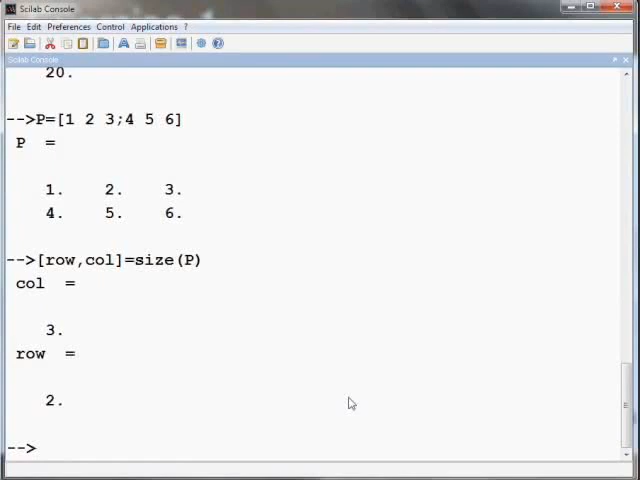 Scilab Console
File Edit Preferences Control Applications ?
Scilab Console
20.
-->P=[1 2 3;4 5 6]
P =
1. 2. 3.
4. 5. 6.
-->[row,col]=size(P)
col =
3.
row =
2.
-->